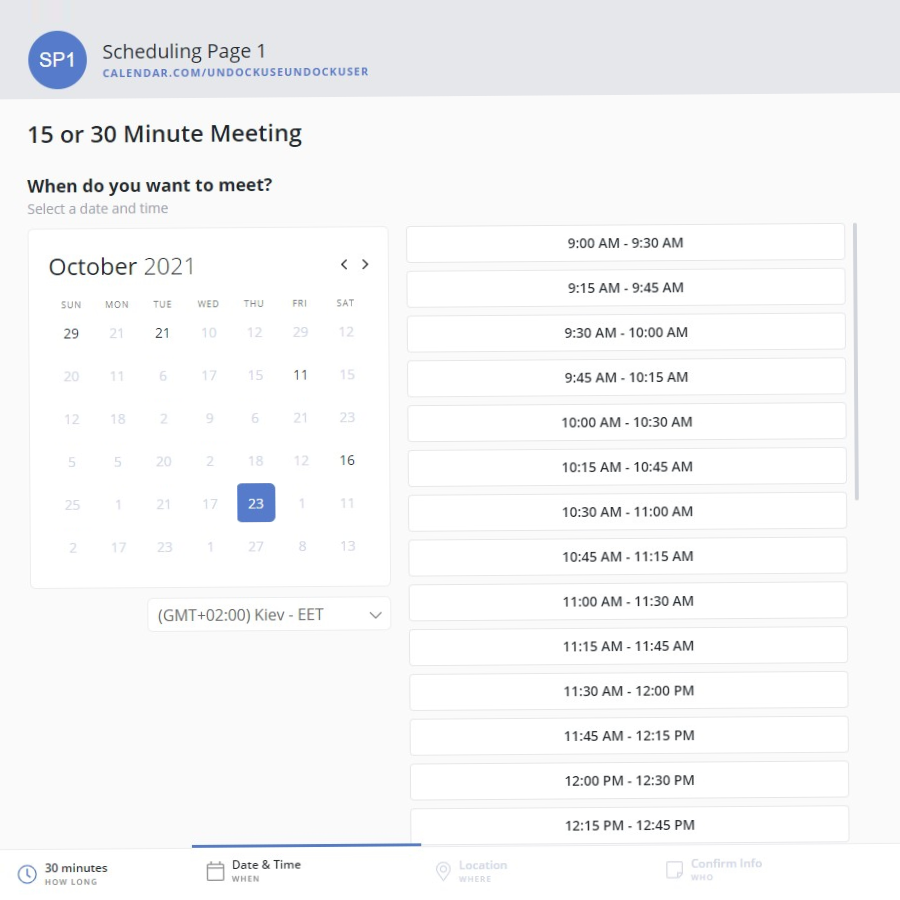 SP1
Scheduling Page 1
CALENDAR.COM/UNDOCKUSEUNDOCKUSER
15 or 30 Minute Meeting
When do you want to meet?
Select a date and time
October 2021
SUN MON TUE WED THU FRI SAT
29 21 21 10 12 29 12
20 11 6 17 15 11 15
12 18 2 9 6 21 23
5 5 20 2 18 12 16
25 1 21 17 23 1 11
2 17 23 1 27 8 13
(GMT+02:00) Kiev - EET
9:00 AM - 9:30 AM
9:15 AM - 9:45 AM
9:30 AM - 10:00 AM
9:45 AM - 10:15 AM
10:00 AM - 10:30 AM
10:15 AM - 10:45 AM
10:30 AM - 11:00 AM
10:45 AM - 11:15 AM
11:00 AM - 11:30 AM
11:15 AM - 11:45 AM
11:30 AM - 12:00 PM
11:45 AM - 12:15 PM
12:00 PM - 12:30 PM
12:15 PM - 12:45 PM
30 minutes
HOW LONG
Date & Time
WHEN
Location
WHERE
Confirm Info
WHO